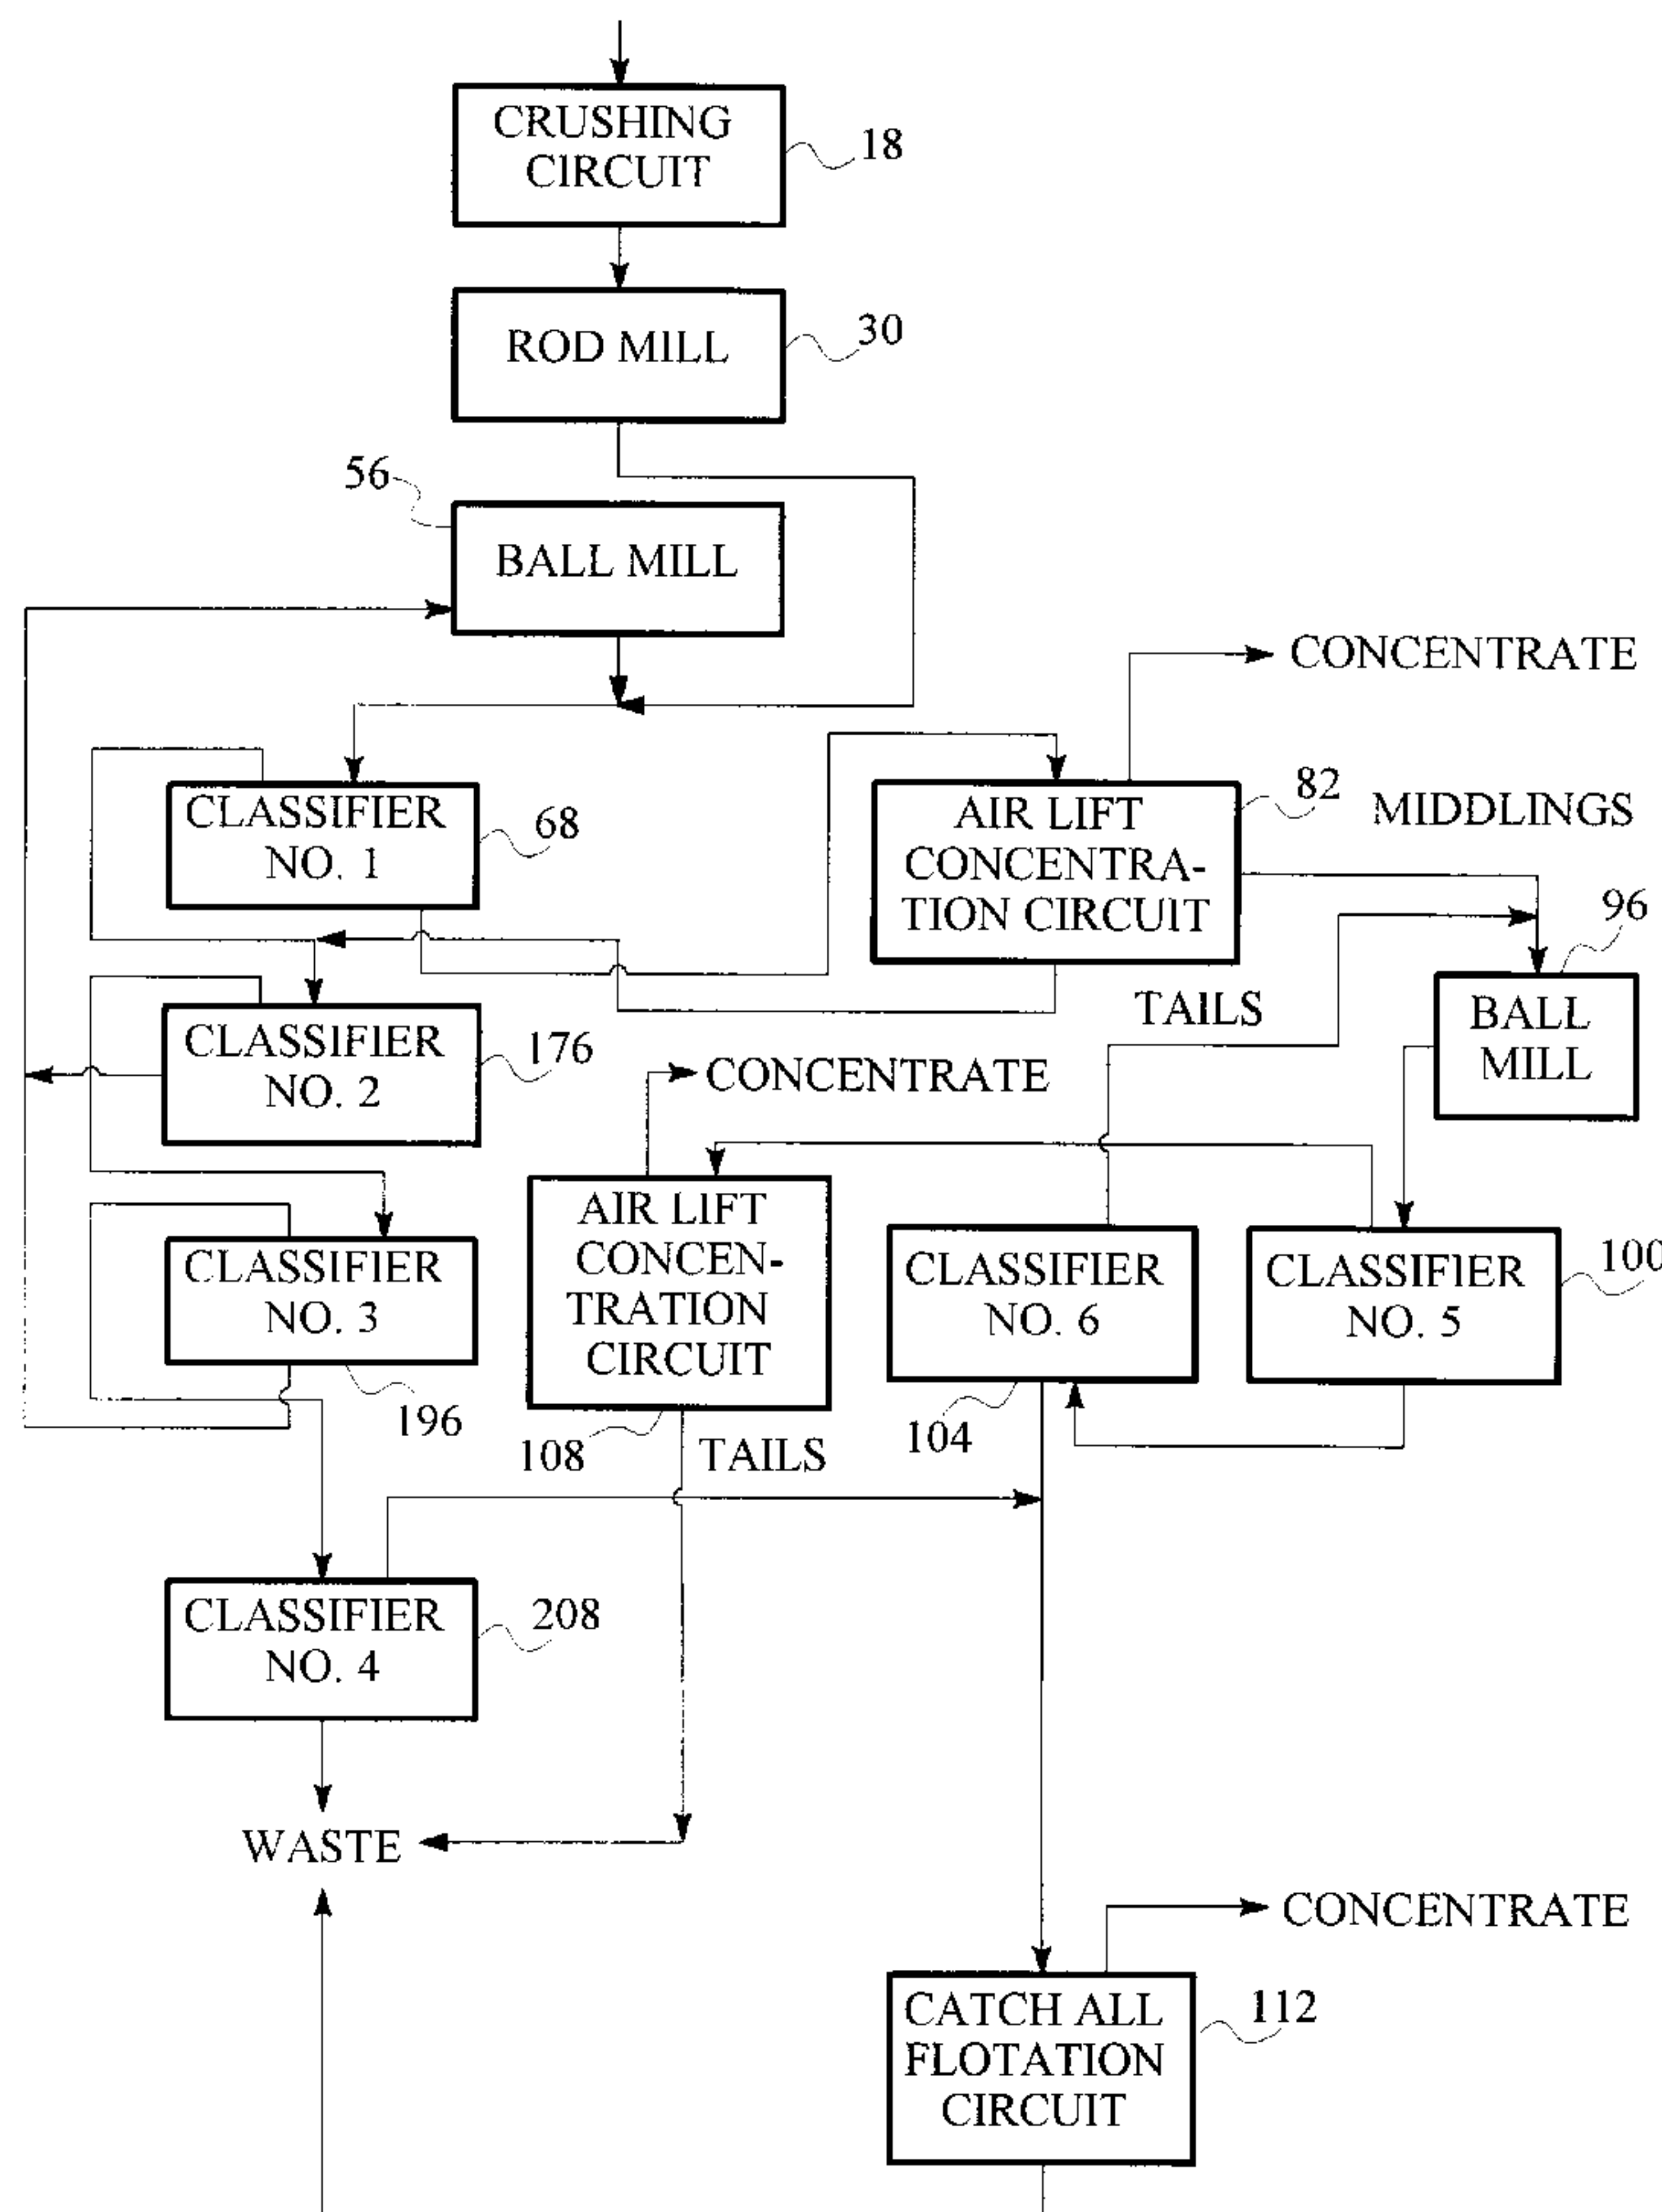 CRUSHING
CIRCUIT
18
ROD MILL
30
56
BALL MILL
CONCENTRATE
CLASSIFIER
NO. 1
68
AIR LIFT
CONCENTRA-
TION CIRCUIT
82
MIDDLINGS
96
TAILS
BALL
MILL
CLASSIFIER
NO. 2
176
CONCENTRATE
AIR LIFT
CONCEN-
TRATION
CIRCUIT
CLASSIFIER
NO. 6
CLASSIFIER
NO. 5
100
CLASSIFIER
NO. 3
196
108
TAILS
104
CLASSIFIER
NO. 4
208
WASTE
CONCENTRATE
CATCH ALL
FLOTATION
CIRCUIT
112